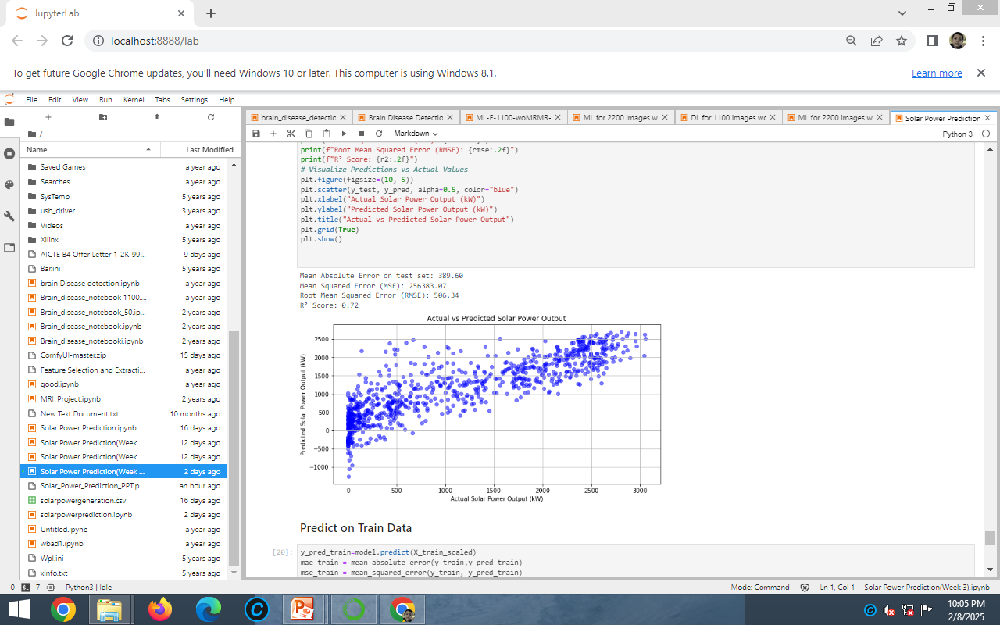 JupyterLab
localhost:8888/lab
To get future Google Chrome updates, you'll need Windows 10 or later. This computer is using Windows 8.1.
Learn more
File Edit View Run Kernel Tabs Settings Help
brain_disease_detectic
Brain Disease Detectio
ML-F-1100-woMRMR-
ML for 2200 images w
DL for 1100 images wo
ML for 2200 images w
Solar Power Prediction
/
Markdown
Python 3
Name Last Modified
Saved Games a year ago
Searches a year ago
SysTemp 5 years ago
usb_driver 3 years ago
Videos a year ago
Xilinx 5 years ago
AICTE B4 Offer Letter 1-2K-99... 9 days ago
Bar.ini 5 years ago
brain Disease detection.ipynb a year ago
Brain_disease_notebook 1100.... a year ago
Brain_disease_notebook_50.ip... 2 years ago
Brain_disease_notebook.ipynb 2 years ago
Brain_disease_notebooki.ipynb 2 years ago
ComfyUI-master.zip 15 days ago
Feature Selection and Extracti... a year ago
good.ipynb a year ago
MRI_Project.ipynb 2 years ago
New Text Document.txt 10 months ago
Solar Power Prediction.ipynb 16 days ago
Solar Power Prediction(Week ... 12 days ago
Solar Power Prediction(Week ... 12 days ago
Solar Power Prediction(Week ... 2 days ago
Solar_Power_Prediction_PPT.p... an hour ago
solarpowergeneration.csv 16 days ago
solarpowerprediction.ipynb 2 days ago
Untitled.ipynb a year ago
wbad1.ipynb a year ago
Wpl.ini 5 years ago
xinfo.txt 5 years ago
print(f"Root Mean Squared Error (RMSE): {rmse:.2f}")
print(f"R² Score: {r2:.2f}")
# Visualize Predictions vs Actual Values
plt.figure(figsize=(10, 5))
plt.scatter(y_test, y_pred, alpha=0.5, color="blue")
plt.xlabel("Actual Solar Power Output (kW)")
plt.ylabel("Predicted Solar Power Output (kW)")
plt.title("Actual vs Predicted Solar Power Output")
plt.grid(True)
plt.show()
Mean Absolute Error on test set: 389.60
Mean Squared Error (MSE): 256383.07
Root Mean Squared Error (RMSE): 506.34
R² Score: 0.72
Actual vs Predicted Solar Power Output
Predicted Solar Power Output (kW)
2500
2000
1500
1000
500
0
−500
−1000
0 500 1000 1500 2000 2500 3000
Actual Solar Power Output (kW)
Predict on Train Data
[20]: y_pred_train=model.predict(X_train_scaled)
mae_train = mean_absolute_error(y_train,y_pred_train)
mse_train = mean_squared_error(y_train, y_pred_train)
0 7 Python3 | Idle Mode: Command Ln 1, Col 1 Solar Power Prediction(Week 3).ipynb
10:05 PM
2/8/2025